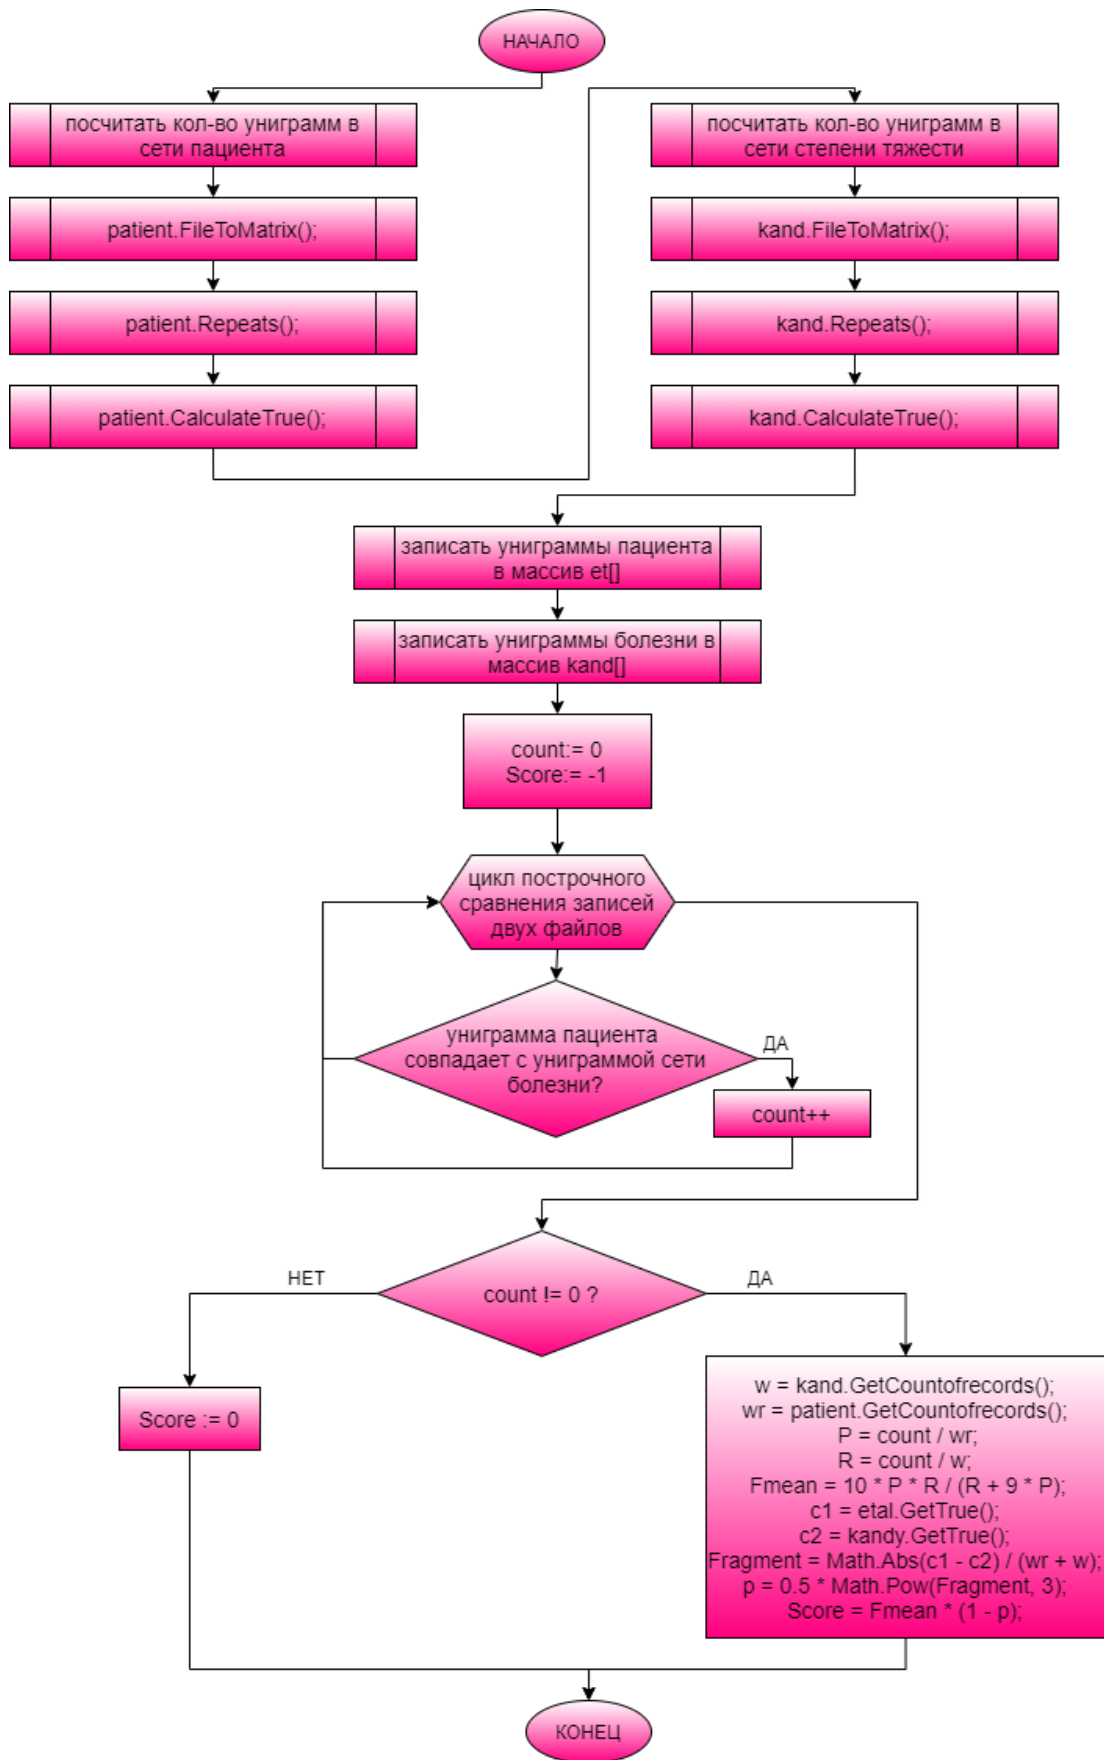 НАЧАЛО
посчитать кол-во униграмм в
сети пациента
patient.FileToMatrix();
patient.Repeats();
patient.CalculateTrue();
посчитать кол-во униграмм в
сети степени тяжести
kand.FileToMatrix();
kand.Repeats();
kand.CalculateTrue();
записать униграммы пациента
в массив et[]
записать униграммы болезни в
массив kand[]
count:= 0
Score:= -1
цикл построчного
сравнения записей
двух файлов
униграмма пациента
совпадает с униграммой сети
болезни?
ДА
count++
count != 0 ?
НЕТ
ДА
Score := 0
w = kand.GetCountofrecords();
wr = patient.GetCountofrecords();
P = count / wr;
R = count / w;
Fmean = 10 * P * R / (R + 9 * P);
c1 = etal.GetTrue();
c2 = kandy.GetTrue();
Fragment = Math.Abs(c1 - c2) / (wr + w);
p = 0.5 * Math.Pow(Fragment, 3);
Score = Fmean * (1 - p);
КОНЕЦ